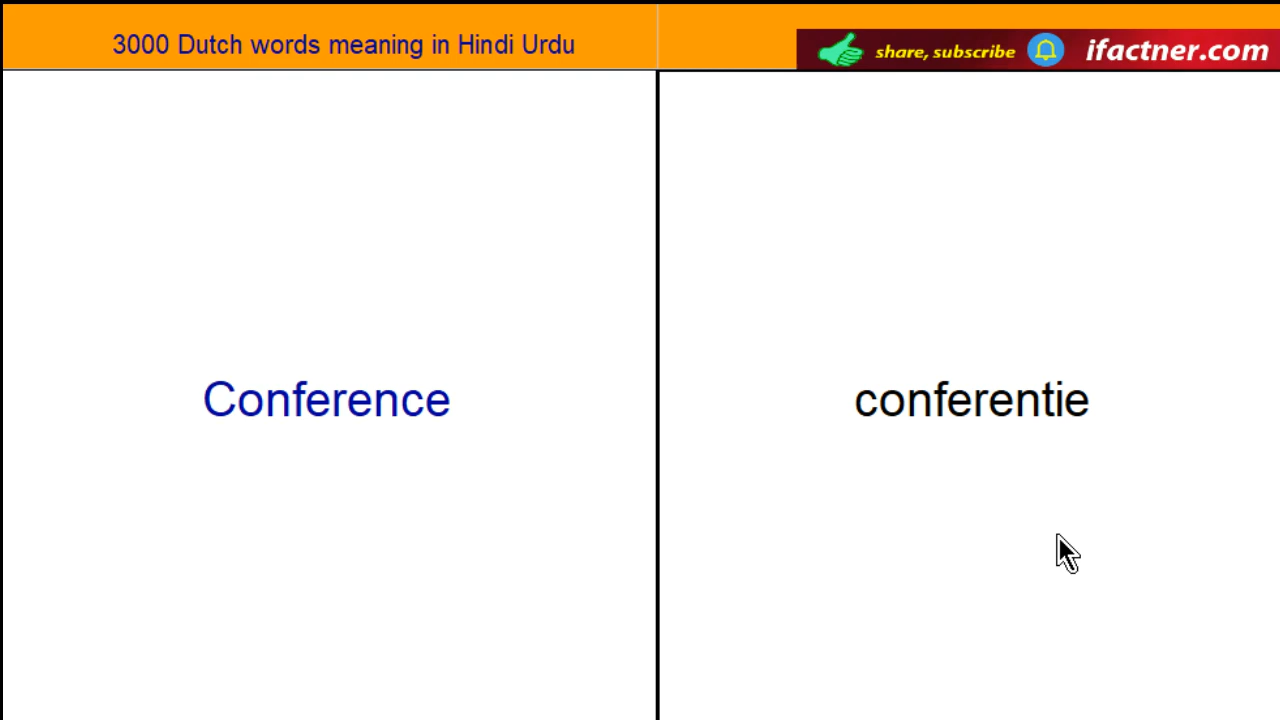 3000 Dutch words meaning in Hindi Urdu
share, subscribe
ifactner.com
Conference
conferentie